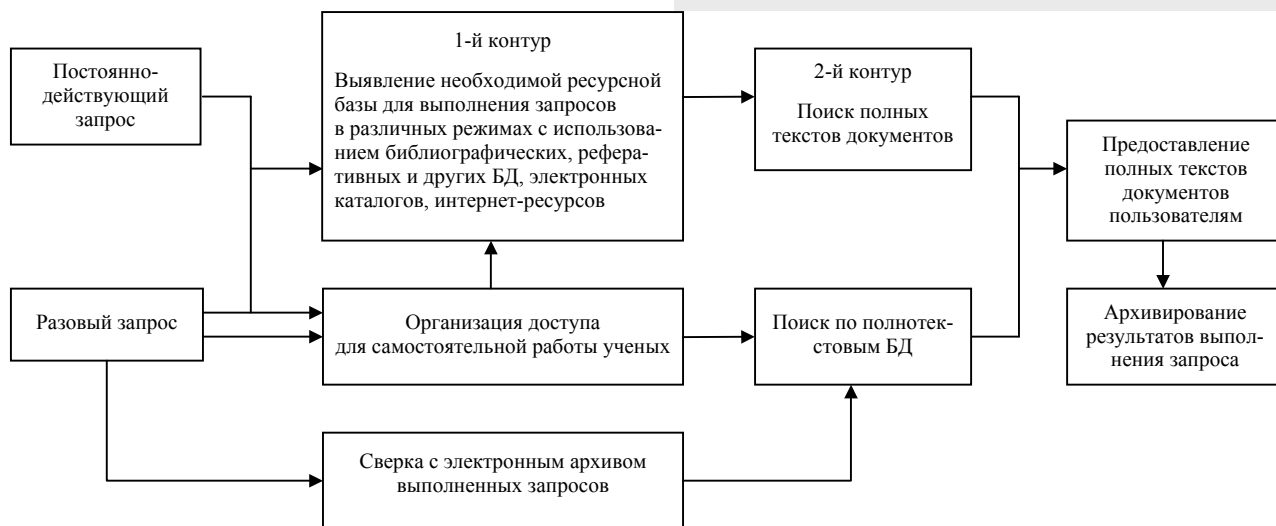 Постоянно-
действующий
запрос
1-й контур
Выявление необходимой ресурсной
базы для выполнения запросов
в различных режимах с использова-
нием библиографических, рефера-
тивных и других БД, электронных
каталогов, интернет-ресурсов
2-й контур
Поиск полных
текстов документов
Предоставление
полных текстов
документов
пользователям
Разовый запрос
Организация доступа
для самостоятельной работы ученых
Поиск по полнотек-
стовым БД
Архивирование
результатов выпол-
нения запроса
Сверка с электронным архивом
выполненных запросов